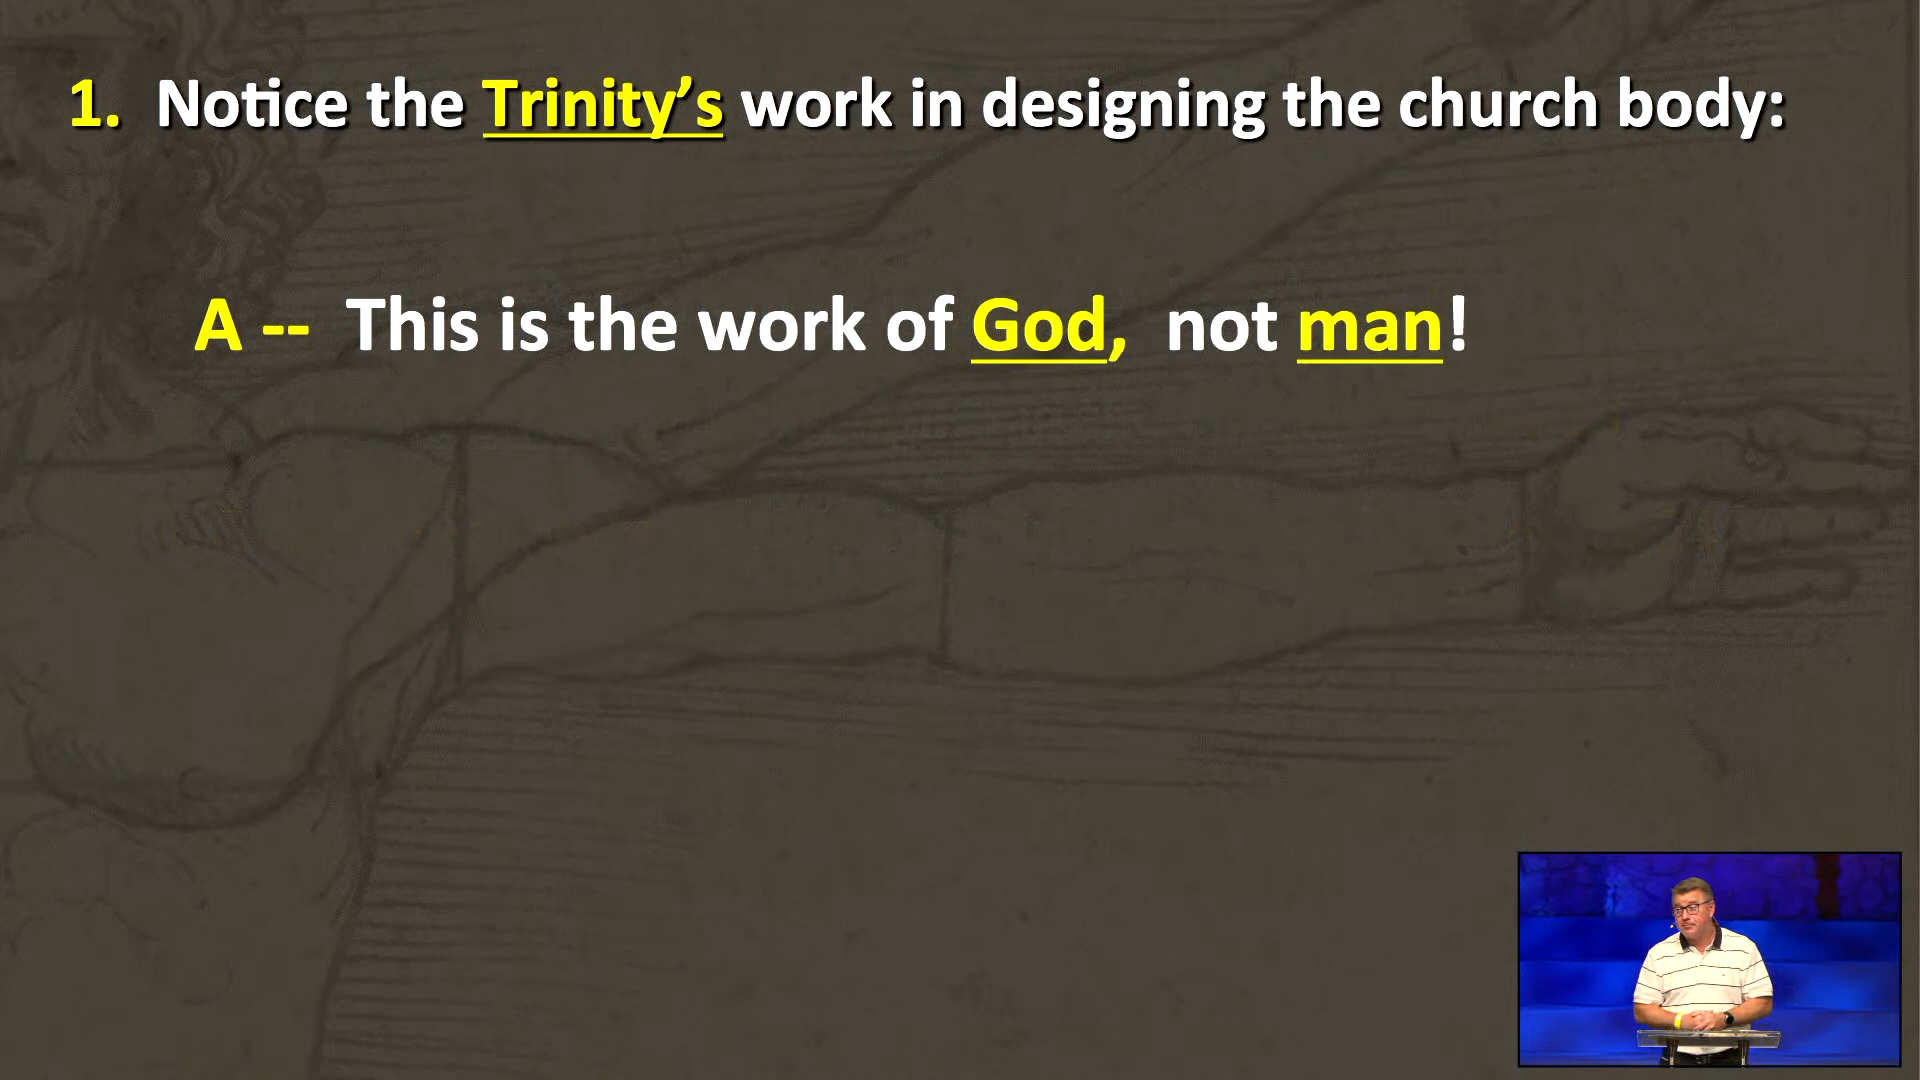 1. Notice the Trinity’s work in designing the church body:
A -- This is the work of God, not man!